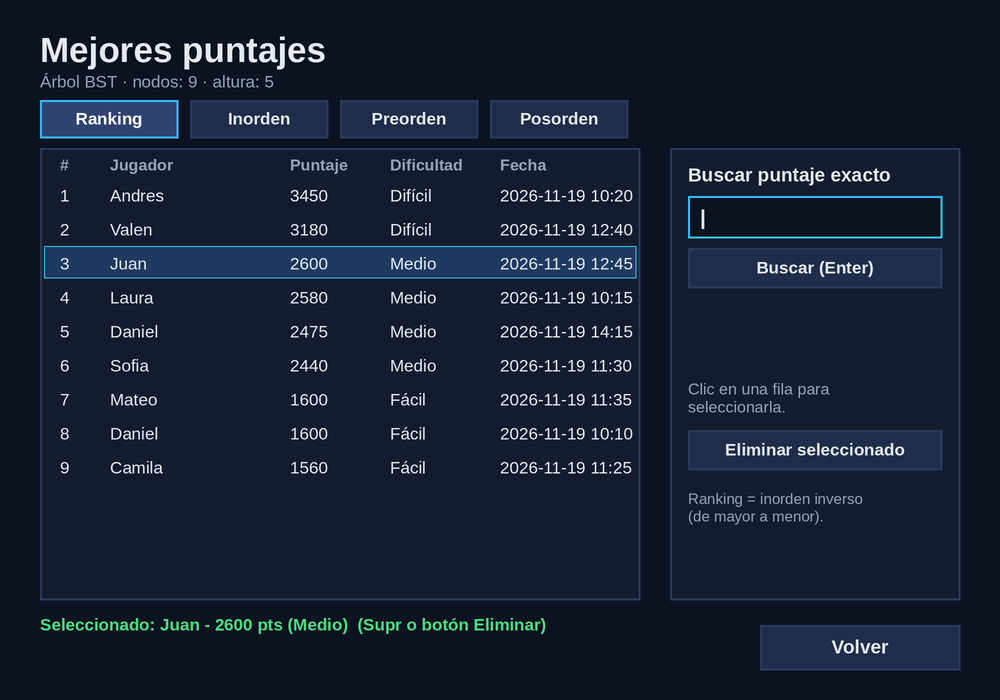 Mejores puntajes
Árbol BST · nodos: 9 · altura: 5
Ranking Inorden Preorden Posorden
# Jugador Puntaje Dificultad Fecha
1 Andres 3450 Difícil 2026-11-19 10:20
2 Valen 3180 Difícil 2026-11-19 12:40
3 Juan 2600 Medio 2026-11-19 12:45
4 Laura 2580 Medio 2026-11-19 10:15
5 Daniel 2475 Medio 2026-11-19 14:15
6 Sofia 2440 Medio 2026-11-19 11:30
7 Mateo 1600 Fácil 2026-11-19 11:35
8 Daniel 1600 Fácil 2026-11-19 10:10
9 Camila 1560 Fácil 2026-11-19 11:25
Buscar puntaje exacto
Buscar (Enter)
Clic en una fila para
seleccionarla.
Eliminar seleccionado
Ranking = inorden inverso
(de mayor a menor).
Seleccionado: Juan - 2600 pts (Medio) (Supr o botón Eliminar)
Volver